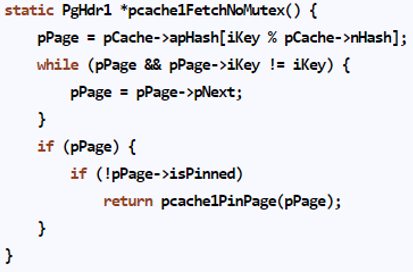 static PgHdr1 *pcache1FetchNoMutex() {
    pPage = pCache->apHash[iKey % pCache->nHash];
    while (pPage && pPage->iKey != iKey) {
        pPage = pPage->pNext;
    }
    if (pPage) {
        if (!pPage->isPinned)
            return pcache1PinPage(pPage);
    }
}